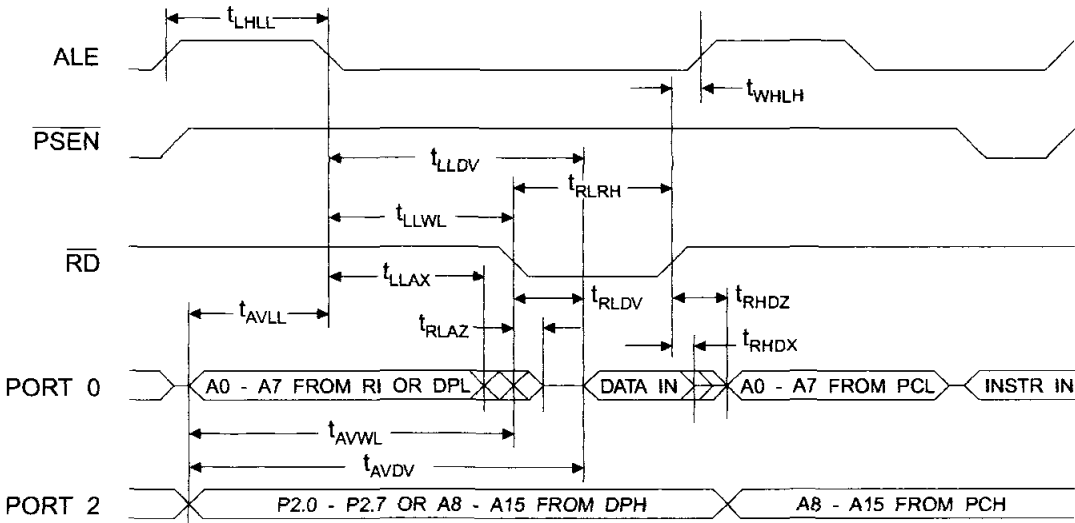 tLHLL
ALE
tWHLH
PSEN
tLLDV
tRLRH
tLLWL
RD
tLLAX
tRLDV
tRHDZ
tAVLL
tRLAZ
tRHDX
PORT 0
A0 - A7 FROM RI OR DPL
DATA IN
A0 - A7 FROM PCL
INSTR IN
tAVWL
tAVDV
PORT 2
P2.0 - P2.7 OR A8 - A15 FROM DPH
A8 - A15 FROM PCH